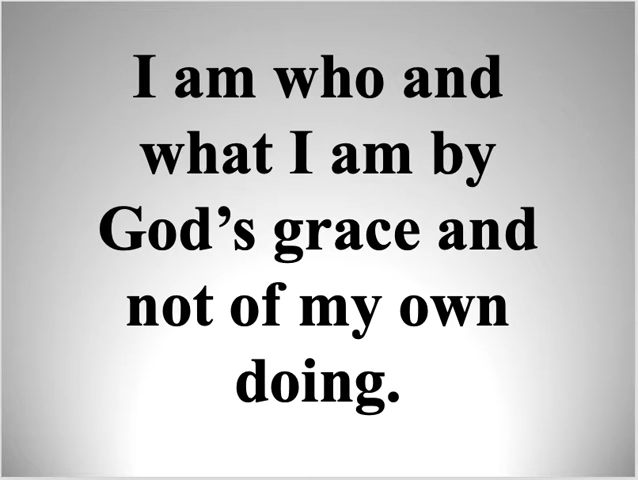 I am who and
what I am by
God’s grace and
not of my own
doing.